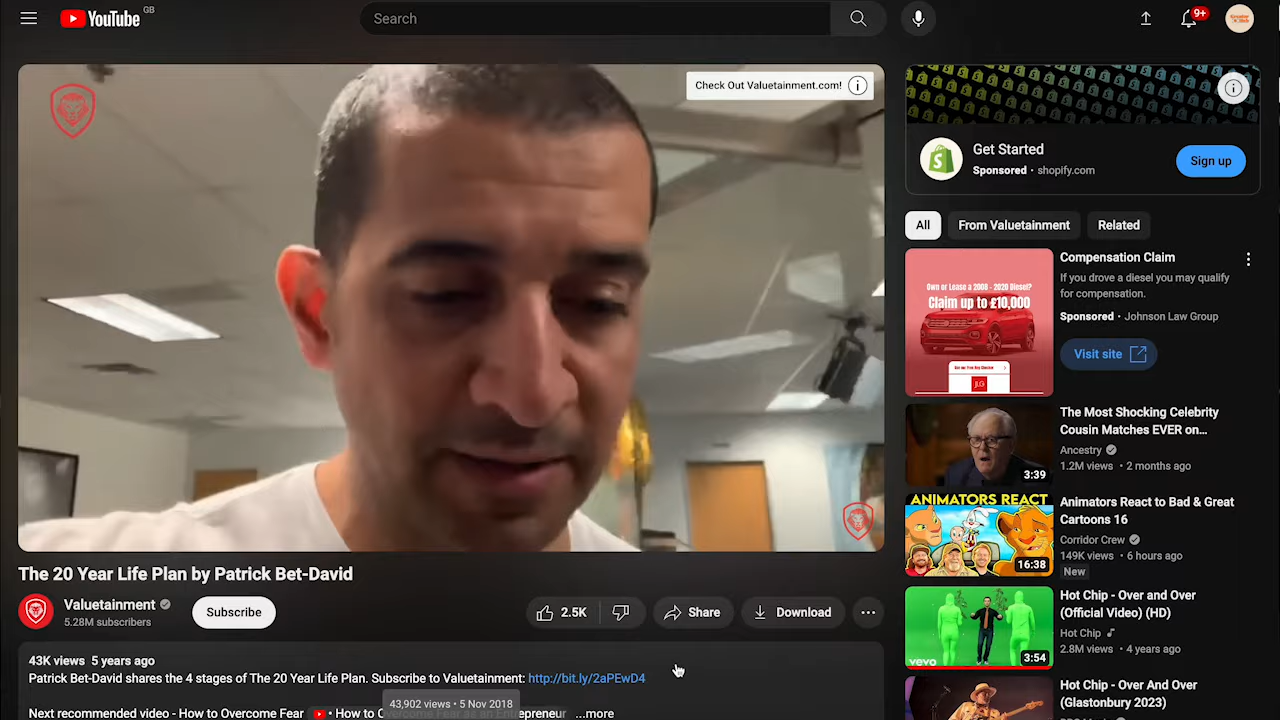 YouTube GB
Search
9+
Check Out Valuetainment.com!
Get Started
Sponsored · shopify.com
Sign up
All
From Valuetainment
Related
Own or Lease a 2008 - 2020 Diesel?
Claim up to £10,000
JLG
Compensation Claim
If you drove a diesel you may qualify
for compensation.
Sponsored · Johnson Law Group
Visit site
3:39
The Most Shocking Celebrity
Cousin Matches EVER on...
Ancestry
1.2M views • 2 months ago
ANIMATORS REACT
16:38
Animators React to Bad & Great
Cartoons 16
Corridor Crew
149K views • 6 hours ago
New
vevo
3:54
Hot Chip - Over and Over
(Official Video) (HD)
Hot Chip
2.8M views • 4 years ago
Hot Chip - Over And Over
(Glastonbury 2023)
The 20 Year Life Plan by Patrick Bet-David
Valuetainment
5.28M subscribers
Subscribe
2.5K
Share
Download
43K views 5 years ago
Patrick Bet-David shares the 4 stages of The 20 Year Life Plan. Subscribe to Valuetainment: http://bit.ly/2aPEwD4
43,902 views • 5 Nov 2018
Next recommended video - How to Overcome Fear • How to Overcome Fear as an Entrepreneur ...more